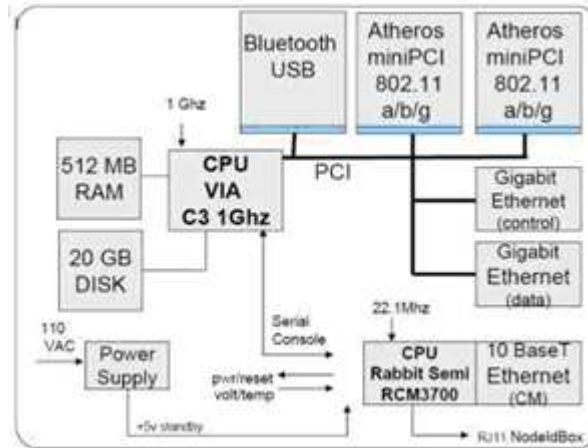 Bluetooth
USB
Atheros
miniPCI
802.11
a/b/g
Atheros
miniPCI
802.11
a/b/g
1 Ghz
512 MB
RAM
CPU
VIA
C3 1Ghz
PCI
Gigabit
Ethernet
(control)
20 GB
DISK
Gigabit
Ethernet
(data)
22.1Mhz
Serial
Console
110
VAC
Power
Supply
pwr/reset
volt/temp
CPU
Rabbit Semi
RCM3700
10 BaseT
Ethernet
(CM)
+5v standby
RJ11 NodeIdBox